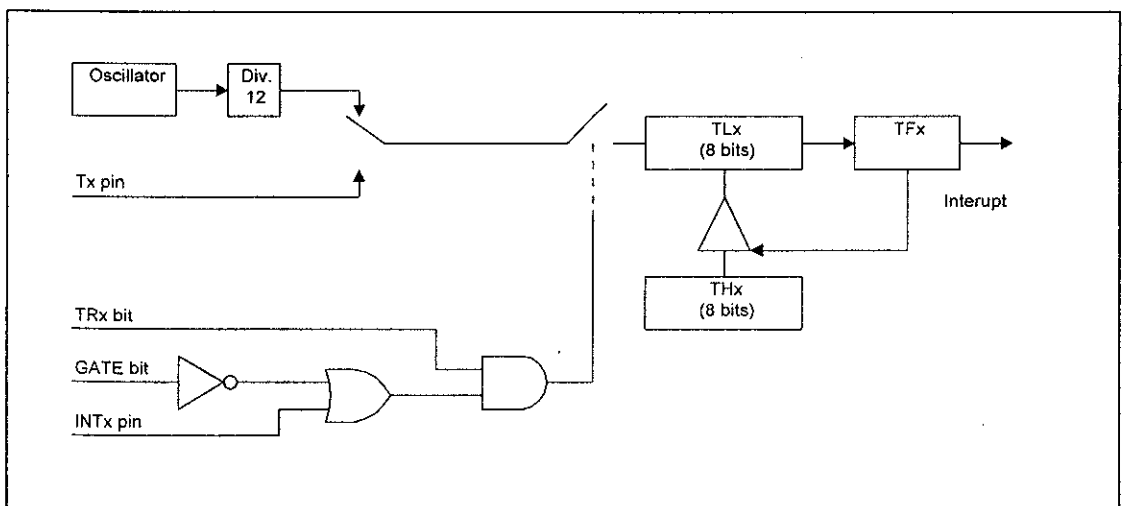 Oscillator
Div.
12
TLx
(8 bits)
TFx
Tx pin
Interupt
THx
(8 bits)
TRx bit
GATE bit
INTx pin